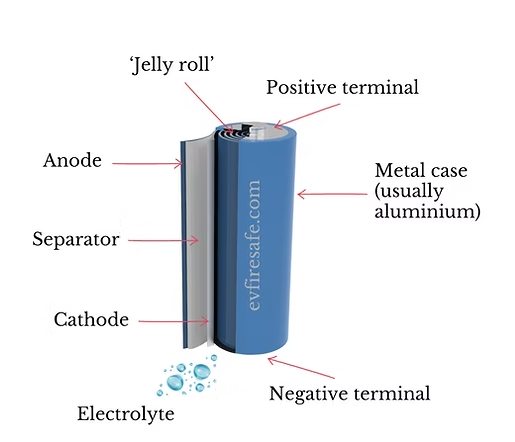 ‘Jelly roll’
Positive terminal
Anode
Metal case
(usually
aluminium)
Separator
evfiresafe.com
Cathode
Negative terminal
Electrolyte